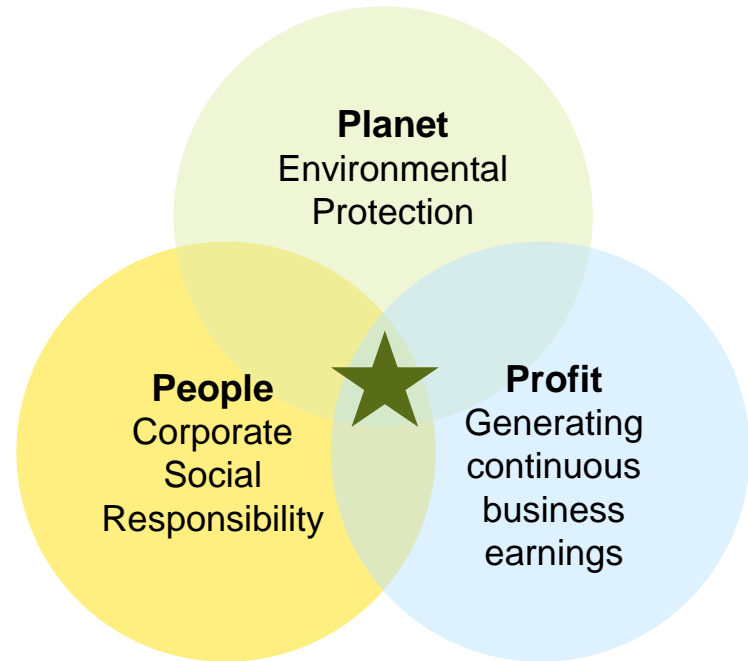 Planet
Environmental
Protection
People
Corporate
Social
Responsibility
Profit
Generating
continuous
business
earnings